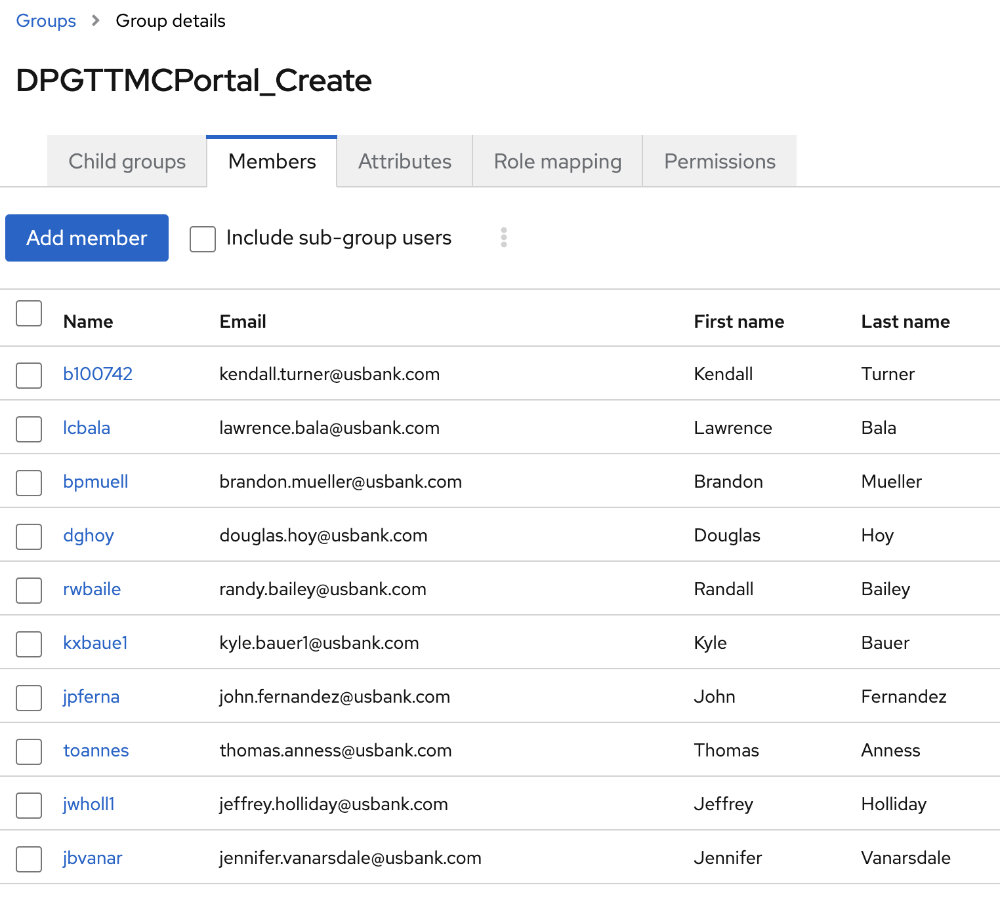 Groups > Group details
DPGTTMCPortal_Create
Child groups Members Attributes Role mapping Permissions
Add member Include sub-group users
Name Email First name Last name
b100742 kendall.turner@usbank.com Kendall Turner
lcbala lawrence.bala@usbank.com Lawrence Bala
bpmuell brandon.mueller@usbank.com Brandon Mueller
dghoy douglas.hoy@usbank.com Douglas Hoy
rwbaile randy.bailey@usbank.com Randall Bailey
kxbaue1 kyle.bauer1@usbank.com Kyle Bauer
jpferna john.fernandez@usbank.com John Fernandez
toannes thomas.anness@usbank.com Thomas Anness
jwholl1 jeffrey.holliday@usbank.com Jeffrey Holliday
jbvanar jennifer.vanarsdale@usbank.com Jennifer Vanarsdale